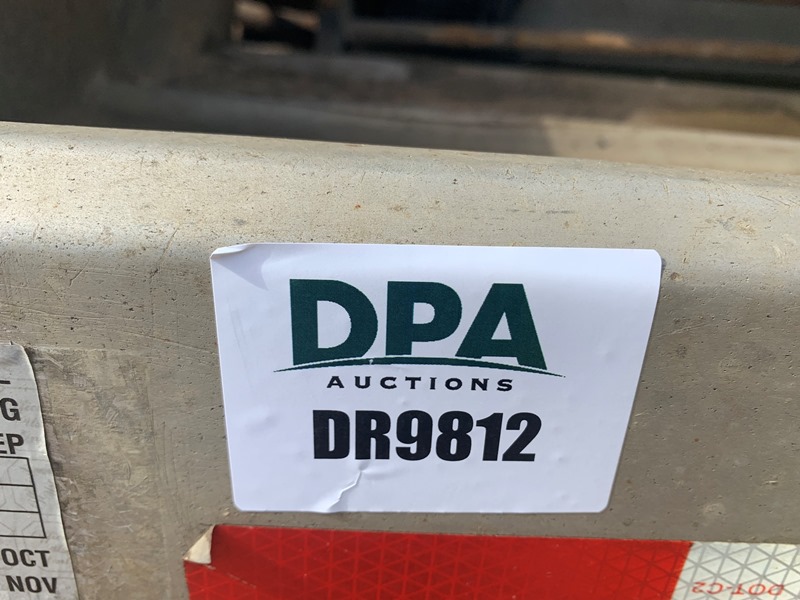 DPA
AUCTIONS
DR9812
G
EP
OCT
NOV
DOT-C2